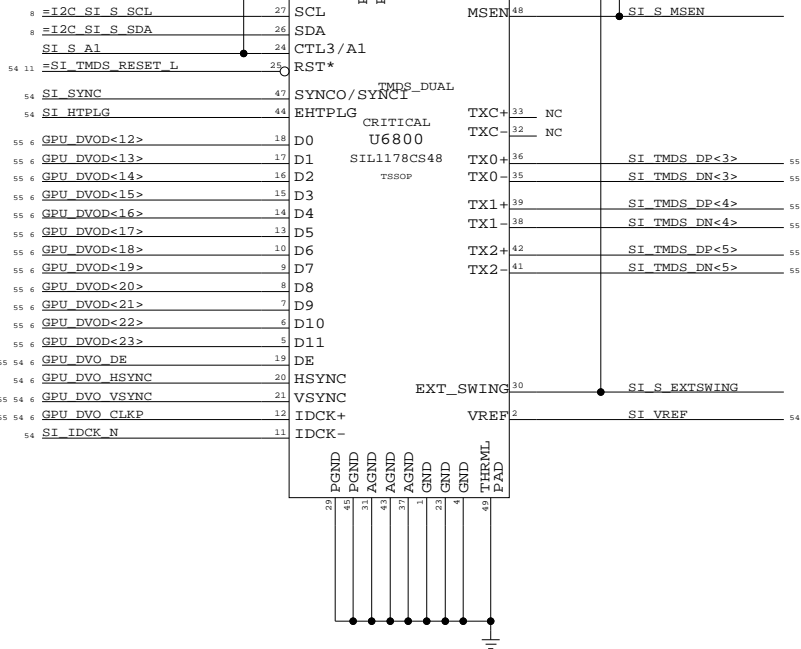 8 =I2C_SI_S_SCL 27 SCL MSEN 48 SI_S_MSEN
8 =I2C_SI_S_SDA 26 SDA
SI_S_A1 24 CTL3/A1
54 11 =SI_TMDS_RESET_L 25 RST*
TMDS_DUAL
54 SI_SYNC 47 SYNCO/SYNCI
54 SI_HTPLG 44 EHTPLG TXC+ 33 NC
CRITICAL TXC- 32 NC
55 6 GPU_DVOD<12> 18 D0 U6800
55 6 GPU_DVOD<13> 17 D1 SIL1178CS48 TX0+ 36 SI_TMDS_DP<3> 55
55 6 GPU_DVOD<14> 16 D2 TSSOP TX0- 35 SI_TMDS_DN<3> 55
55 6 GPU_DVOD<15> 15 D3 TX1+ 39 SI_TMDS_DP<4> 55
55 6 GPU_DVOD<16> 14 D4 TX1- 38 SI_TMDS_DN<4> 55
55 6 GPU_DVOD<17> 13 D5
55 6 GPU_DVOD<18> 10 D6 TX2+ 42 SI_TMDS_DP<5> 55
55 6 GPU_DVOD<19> 9 D7 TX2- 41 SI_TMDS_DN<5> 55
55 6 GPU_DVOD<20> 8 D8
55 6 GPU_DVOD<21> 7 D9
55 6 GPU_DVOD<22> 6 D10
55 6 GPU_DVOD<23> 5 D11
55 54 6 GPU_DVO_DE 19 DE
54 6 GPU_DVO_HSYNC 20 HSYNC EXT_SWING 30 SI_S_EXTSWING
55 54 6 GPU_DVO_VSYNC 21 VSYNC
55 54 6 GPU_DVO_CLKP 12 IDCK+ VREF 2 SI_VREF 54
54 SI_IDCK_N 11 IDCK-
PGND PGND AGND AGND AGND GND GND GND THRML PAD
29 45 31 43 37 1 23 4 49